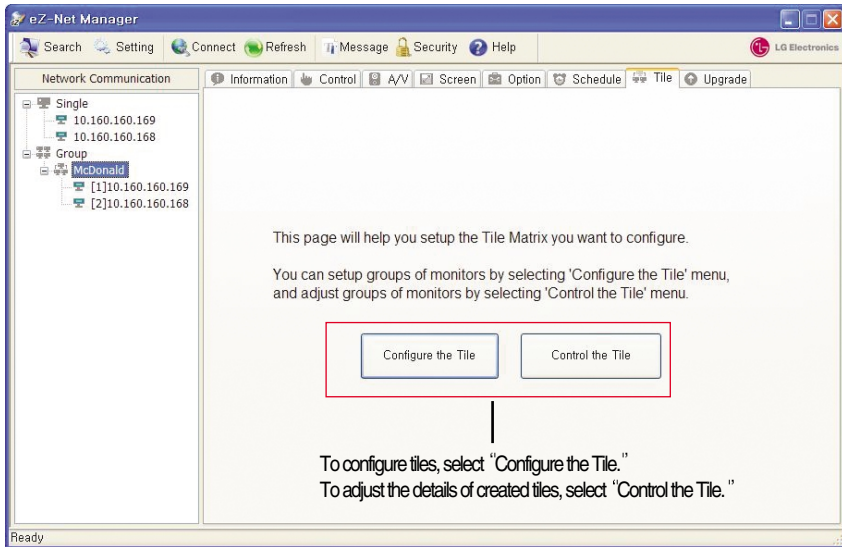 eZ-Net Manager
Search Setting Connect Refresh Message Security Help LG Electronics
Network Communication
Information Control A/V Screen Option Schedule Tile Upgrade
Single
10.160.160.169
10.160.160.168
Group
McDonald
[1]10.160.160.169
[2]10.160.160.168
This page will help you setup the Tile Matrix you want to configure.
You can setup groups of monitors by selecting 'Configure the Tile' menu,
and adjust groups of monitors by selecting 'Control the Tile' menu.
Configure the Tile Control the Tile
To configure tiles, select “Configure the Tile.”
To adjust the details of created tiles, select “Control the Tile. ”
Ready